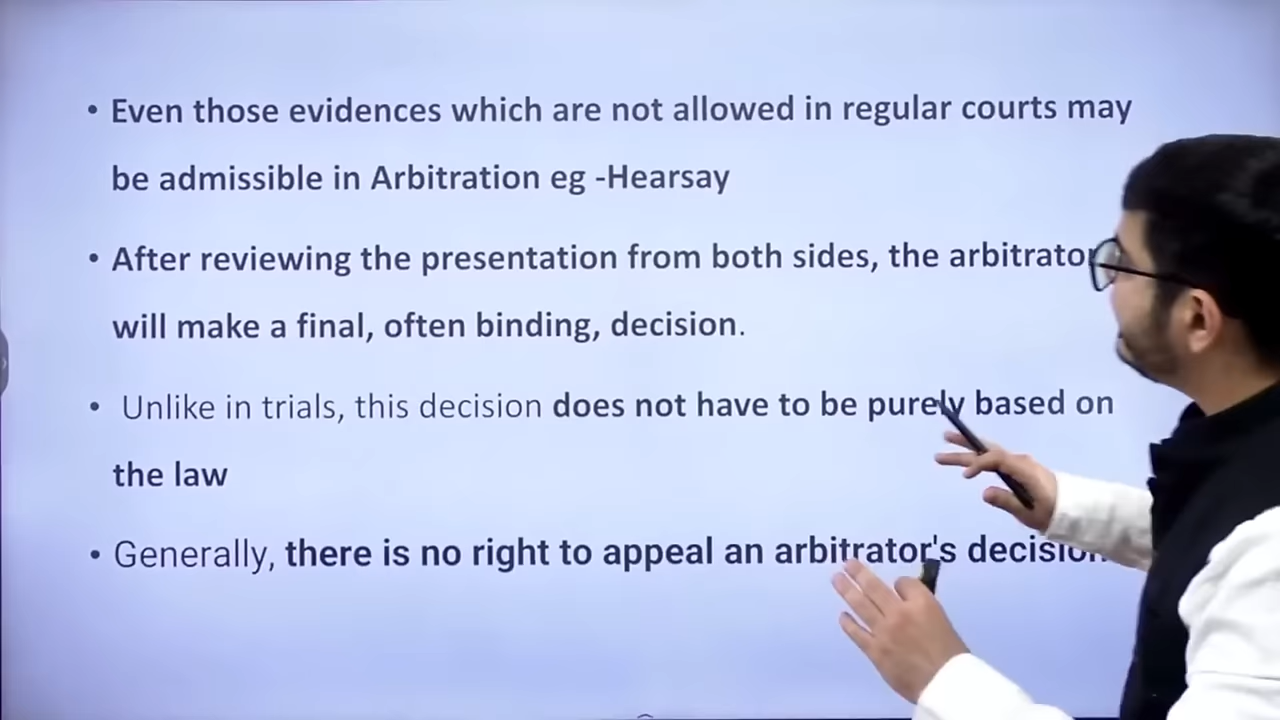 • Even those evidences which are not allowed in regular courts may
be admissible in Arbitration eg -Hearsay
• After reviewing the presentation from both sides, the arbitrator
will make a final, often binding, decision.
• Unlike in trials, this decision does not have to be purely based on
the law
• Generally, there is no right to appeal an arbitrator's decision.